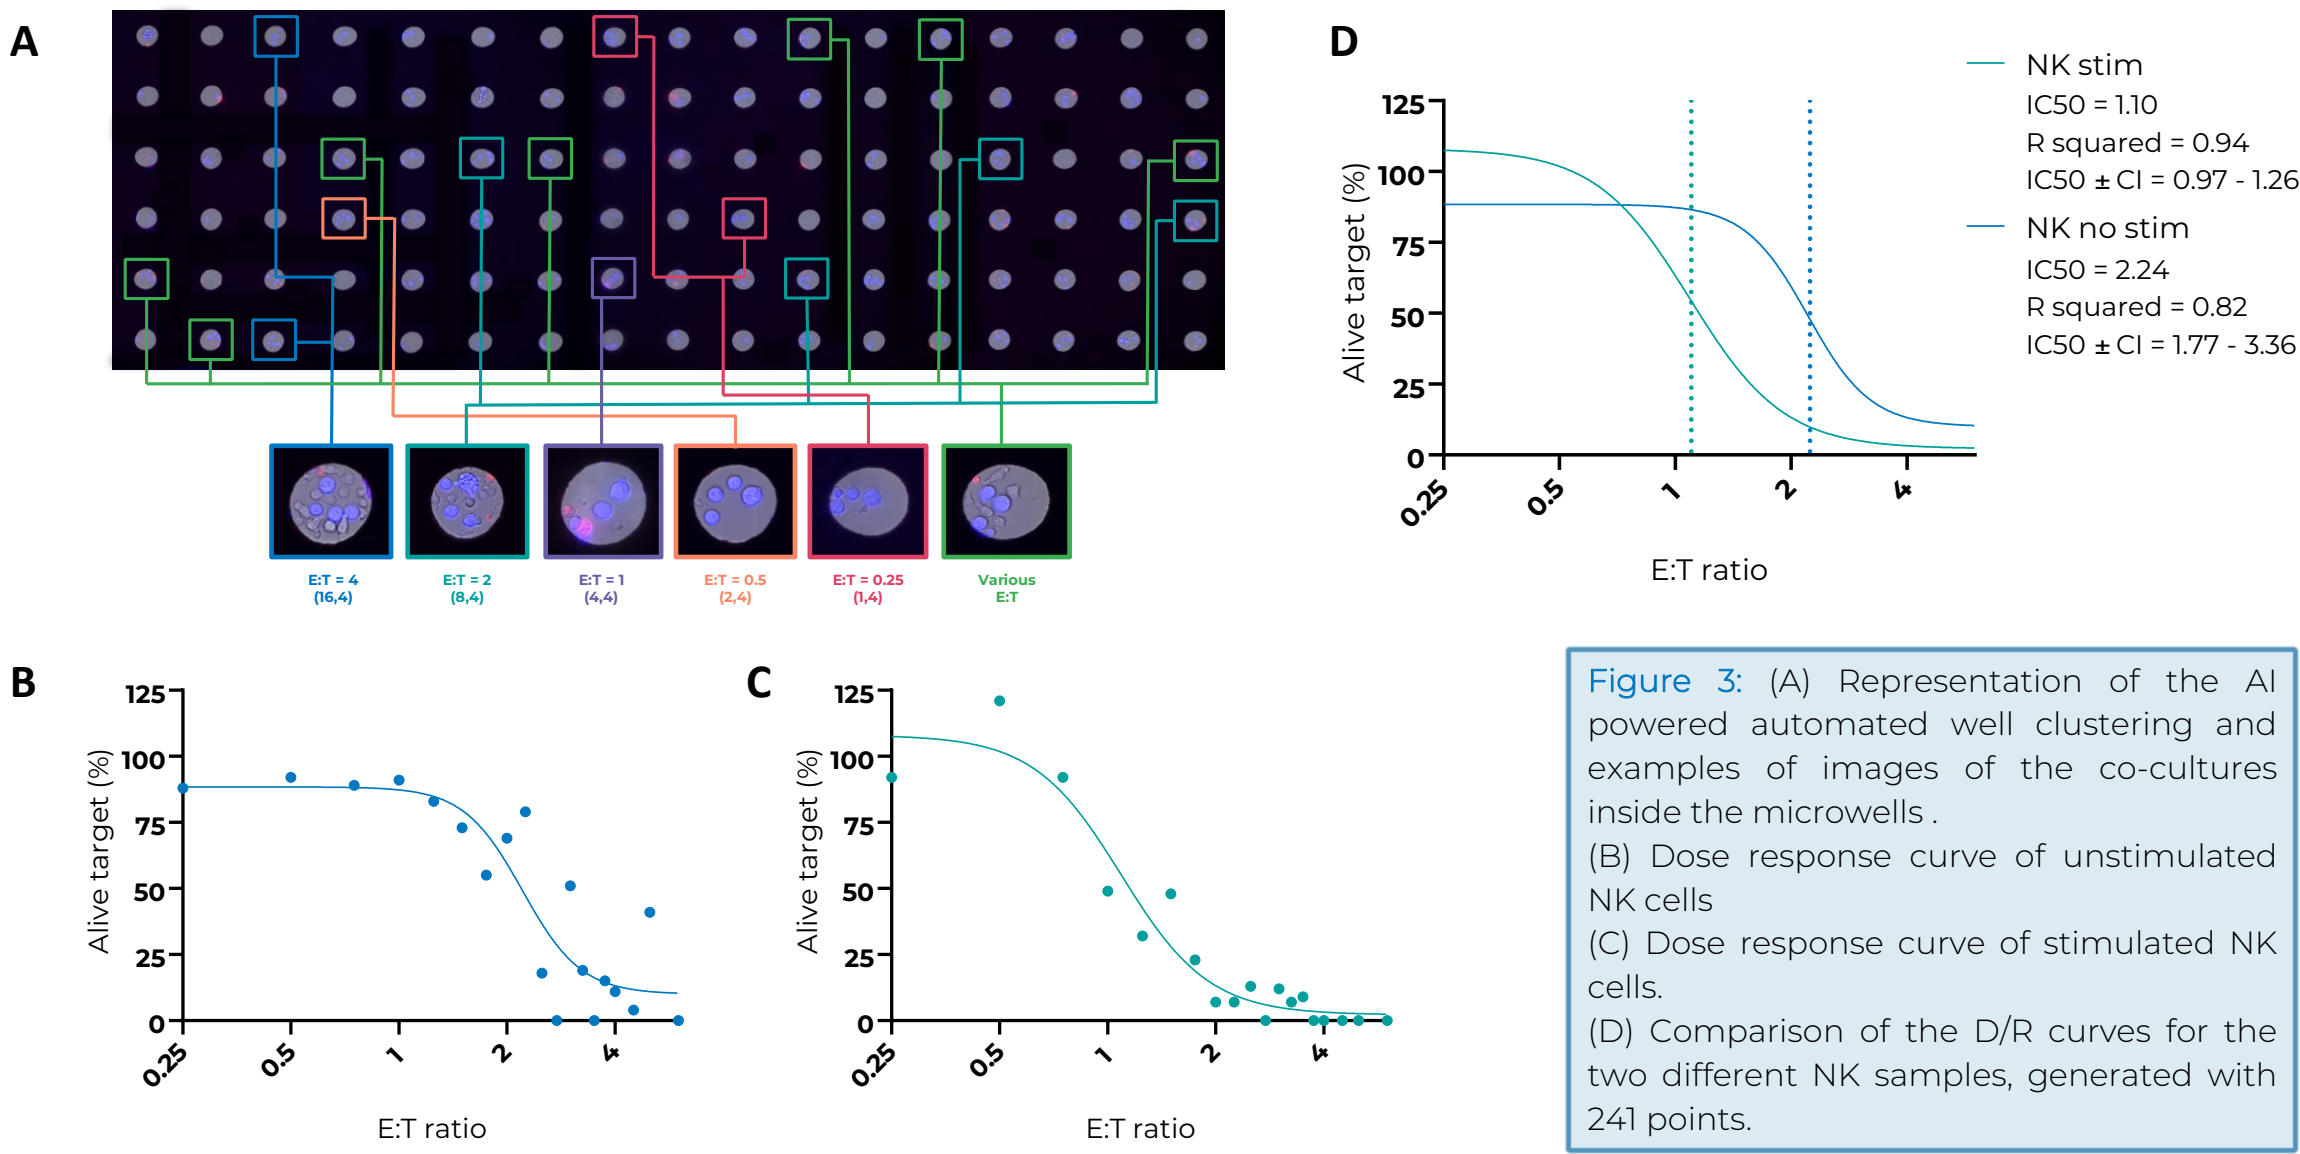 A
E:T = 4
(16,4)
E:T = 2
(8,4)
E:T = 1
(4,4)
E:T = 0.5
(2,4)
E:T = 0.25
(1,4)
Various
E:T
B
125
100
75
50
25
0
Alive target (%)
0.25
0.5
1
2
4
E:T ratio
C
125
100
75
50
25
0
Alive target (%)
0.25
0.5
1
2
4
E:T ratio
D
125
100
75
50
25
0
Alive target (%)
0.25
0.5
1
2
4
E:T ratio
NK stim
IC50 = 1.10
R squared = 0.94
IC50 ± CI = 0.97 - 1.26
NK no stim
IC50 = 2.24
R squared = 0.82
IC50 ± CI = 1.77 - 3.36
Figure 3: (A) Representation of the AI
powered automated well clustering and
examples of images of the co-cultures
inside the microwells .
(B) Dose response curve of unstimulated
NK cells
(C) Dose response curve of stimulated NK
cells.
(D) Comparison of the D/R curves for the
two different NK samples, generated with
241 points.